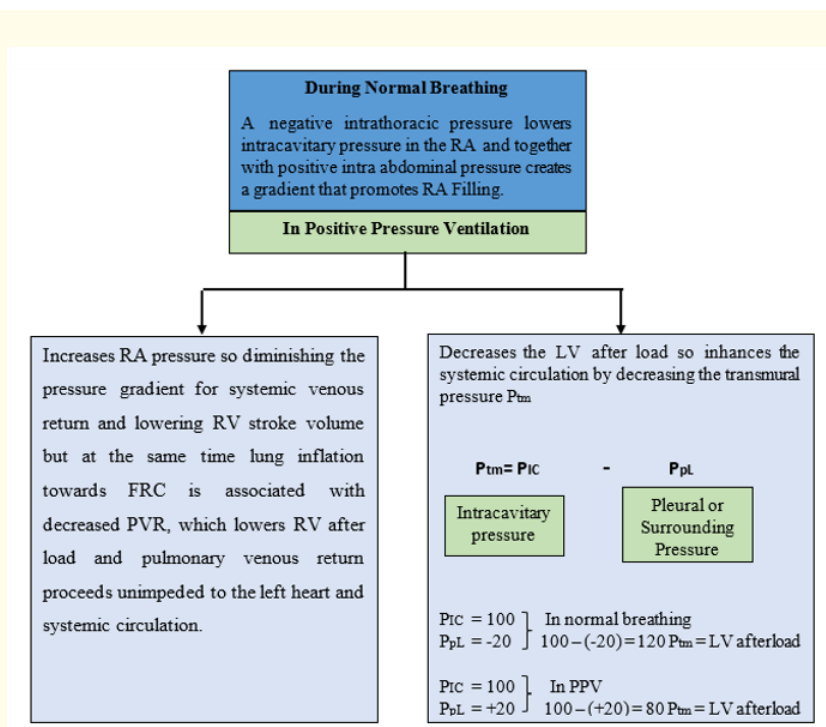 During Normal Breathing
A negative intrathoracic pressure lowers
intracavitary pressure in the RA and together
with positive intra abdominal pressure creates
a gradient that promotes RA Filling.
In Positive Pressure Ventilation
Increases RA pressure so diminishing the
pressure gradient for systemic venous
return and lowering RV stroke volume
but at the same time lung inflation
towards FRC is associated with
decreased PVR, which lowers RV after
load and pulmonary venous return
proceeds unimpeded to the left heart and
systemic circulation.
Decreases the LV after load so inhances the
systemic circulation by decreasing the transmural
pressure Ptm
Ptm= PIC - PpL
Intracavitary
pressure
Pleural or
Surrounding
Pressure
PIC = 100 In normal breathing
PpL = -20 100–(-20)=120 Ptm=LV afterload
PIC = 100 In PPV
PpL = +20 100–(+20)=80 Ptm=LV afterload